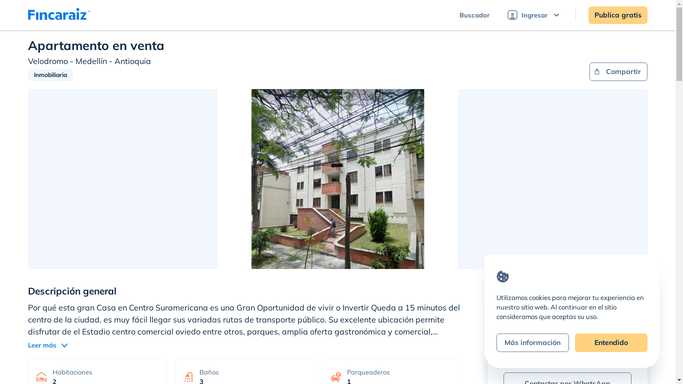 Fincaraiz
Buscador
Ingresar
Publica gratis
Apartamento en venta
Velodromo - Medellín - Antioquia
Inmobiliaria
Compartir
Descripción general
Por qué esta gran Casa en Centro Suramericana es una Gran Oportunidad de vivir o Invertir Queda a 15 minutos del
centro de la ciudad, es muy fácil llegar sus variadas rutas de transporte público. Su excelente ubicación permite
disfrutar de el Estadio centro comercial oviedo entre otros, parques, amplia oferta gastronómica y comercial,...
Leer más
Habitaciones
2
Baños
3
Parqueaderos
1
Utilizamos cookies para mejorar tu experiencia en
nuestro sitio web. Al continuar en el sitio
consideramos que aceptas su uso.
Más información
Entendido
Contactar por WhatsApp